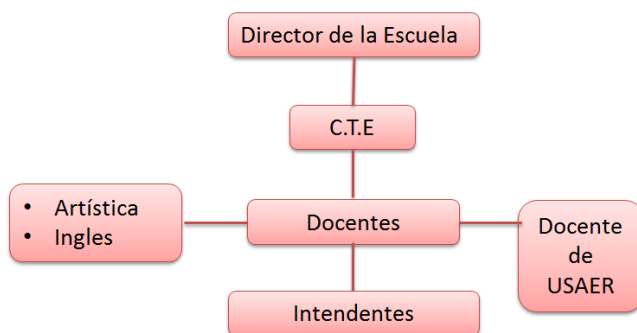 Director de la Escuela
C.T.E
• Artística
• Ingles
Docentes
Docente
de
USAER
Intendentes